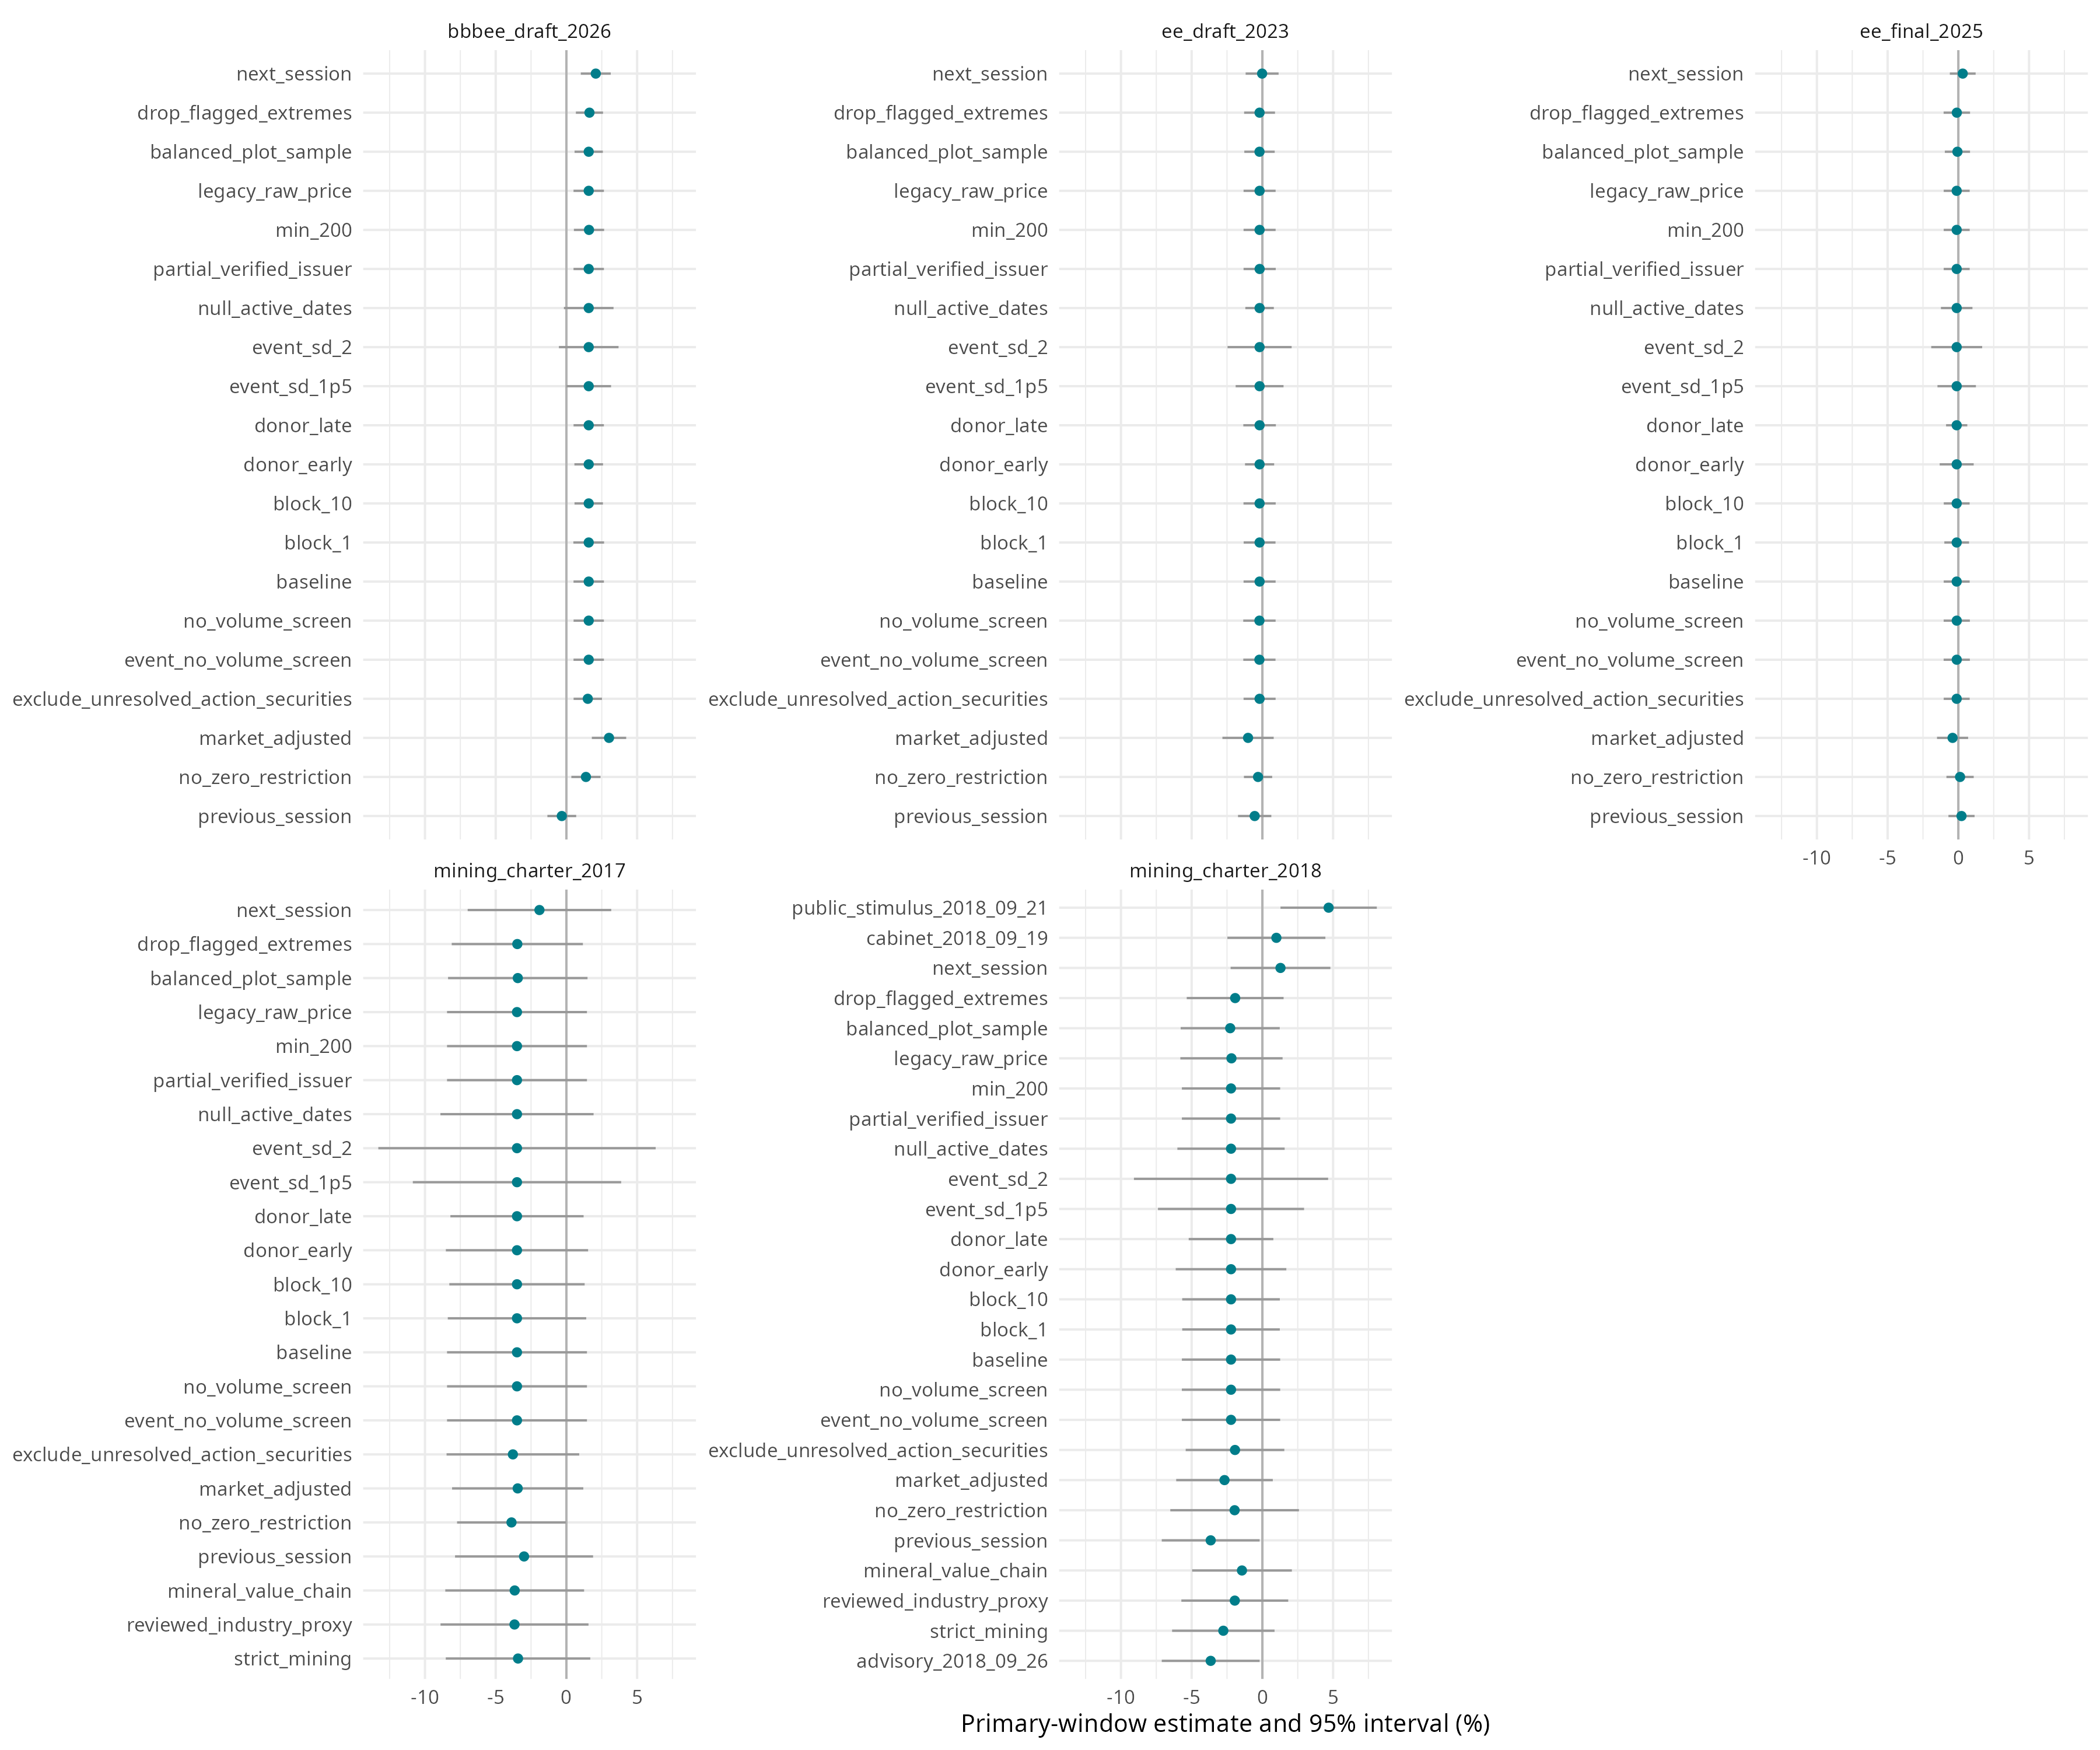 bbbee_draft_2026
next_session
drop_flagged_extremes
balanced_plot_sample
legacy_raw_price
min_200
partial_verified_issuer
null_active_dates
event_sd_2
event_sd_1p5
donor_late
donor_early
block_10
block_1
baseline
no_volume_screen
event_no_volume_screen
exclude_unresolved_action_securities
market_adjusted
no_zero_restriction
previous_session
ee_draft_2023
next_session
drop_flagged_extremes
balanced_plot_sample
legacy_raw_price
min_200
partial_verified_issuer
null_active_dates
event_sd_2
event_sd_1p5
donor_late
donor_early
block_10
block_1
baseline
no_volume_screen
event_no_volume_screen
exclude_unresolved_action_securities
market_adjusted
no_zero_restriction
previous_session
ee_final_2025
next_session
drop_flagged_extremes
balanced_plot_sample
legacy_raw_price
min_200
partial_verified_issuer
null_active_dates
event_sd_2
event_sd_1p5
donor_late
donor_early
block_10
block_1
baseline
no_volume_screen
event_no_volume_screen
exclude_unresolved_action_securities
market_adjusted
no_zero_restriction
previous_session
-10 -5 0 5
mining_charter_2017
next_session
drop_flagged_extremes
balanced_plot_sample
legacy_raw_price
min_200
partial_verified_issuer
null_active_dates
event_sd_2
event_sd_1p5
donor_late
donor_early
block_10
block_1
baseline
no_volume_screen
event_no_volume_screen
exclude_unresolved_action_securities
market_adjusted
no_zero_restriction
previous_session
mineral_value_chain
reviewed_industry_proxy
strict_mining
-10 -5 0 5
mining_charter_2018
public_stimulus_2018_09_21
cabinet_2018_09_19
next_session
drop_flagged_extremes
balanced_plot_sample
legacy_raw_price
min_200
partial_verified_issuer
null_active_dates
event_sd_2
event_sd_1p5
donor_late
donor_early
block_10
block_1
baseline
no_volume_screen
event_no_volume_screen
exclude_unresolved_action_securities
market_adjusted
no_zero_restriction
previous_session
mineral_value_chain
reviewed_industry_proxy
strict_mining
advisory_2018_09_26
-10 -5 0 5
Primary-window estimate and 95% interval (%)